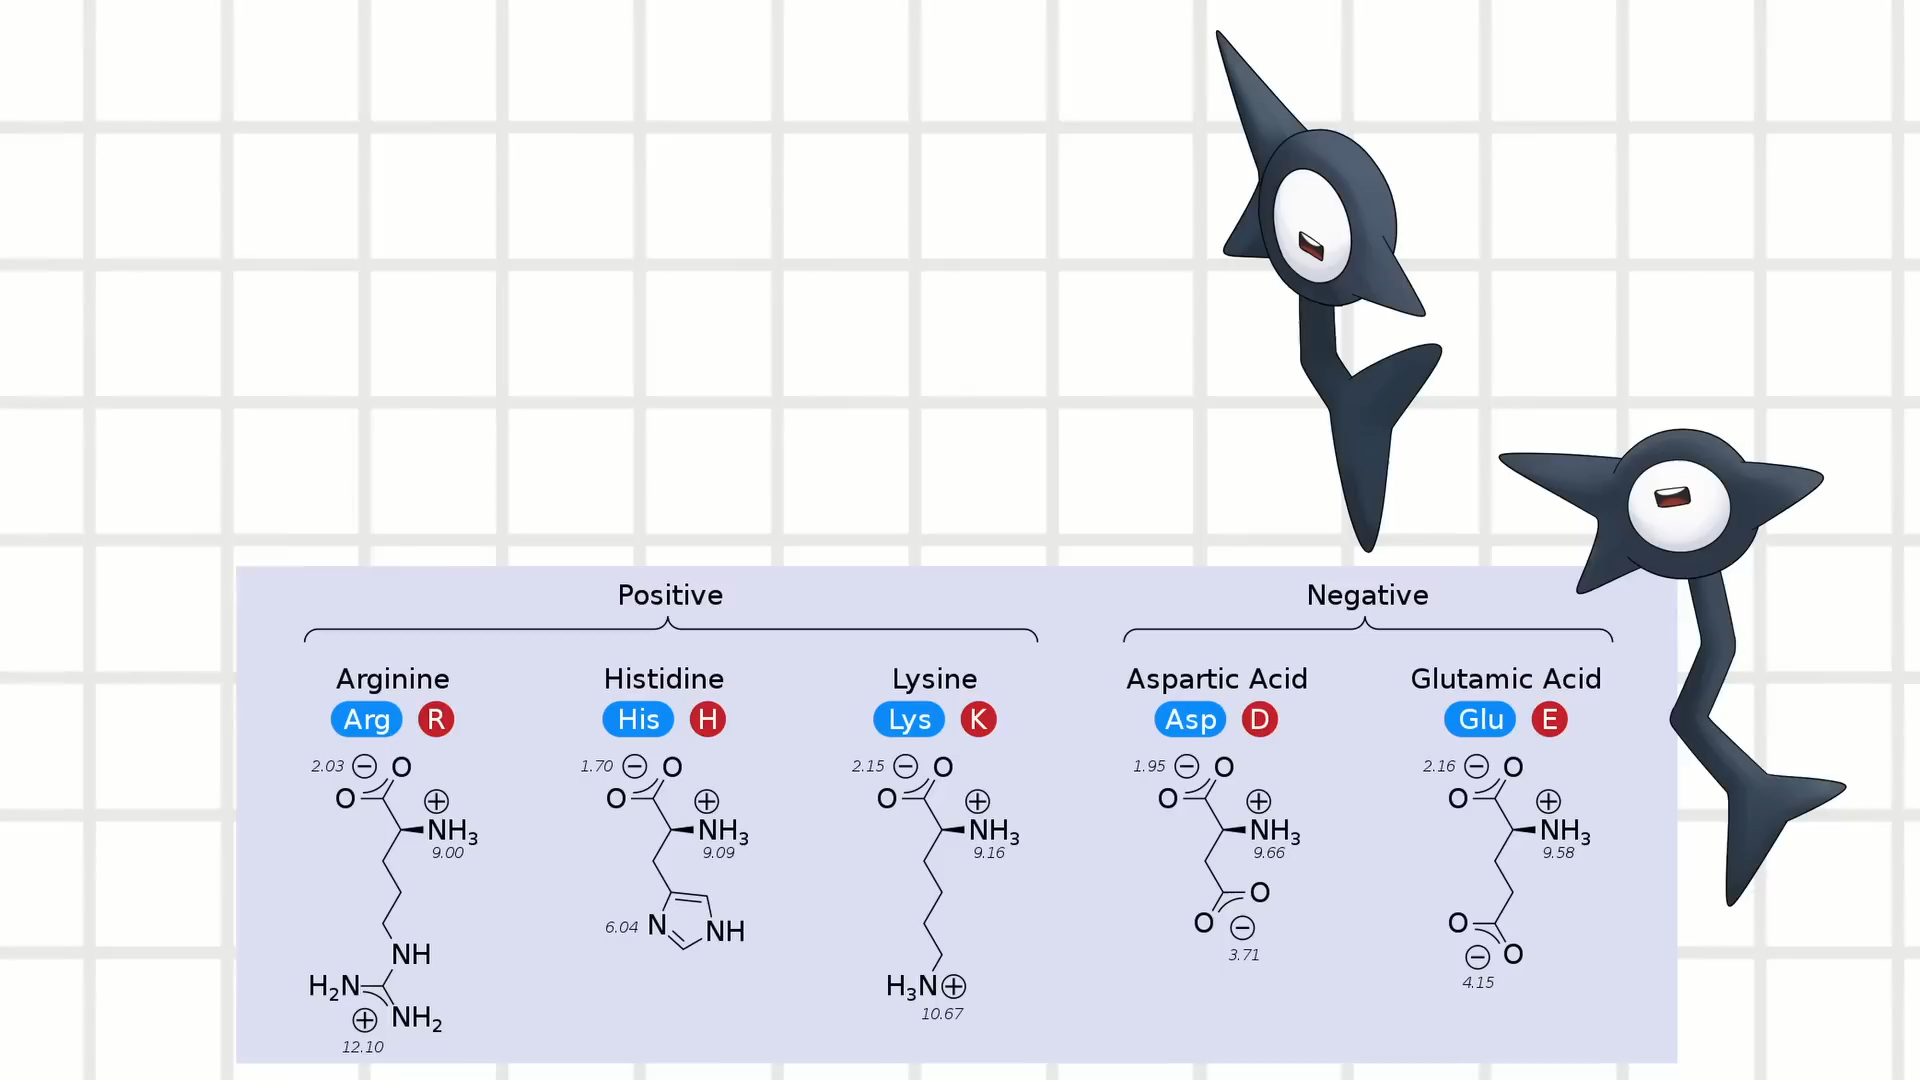 Positive
Negative
Arginine
Histidine
Lysine
Aspartic Acid
Glutamic Acid
Arg R
His H
Lys K
Asp D
Glu E
2.03 ⊖ O
O ⊕
NH3
9.00
NH
H2N
⊕ NH2
12.10
1.70 ⊖ O
O ⊕
NH3
9.09
6.04 N NH
2.15 ⊖ O
O ⊕
NH3
9.16
H3N⊕
10.67
1.95 ⊖ O
O ⊕
NH3
9.66
O
O ⊖
3.71
2.16 ⊖ O
O ⊕
NH3
9.58
O
⊖ O
4.15